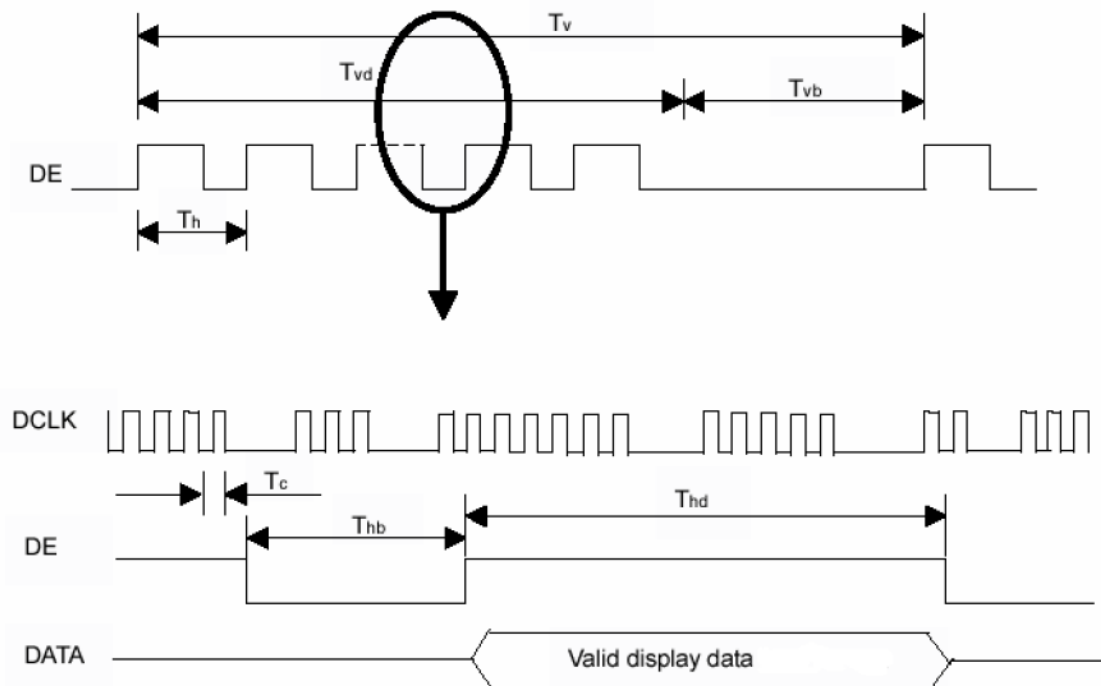 Tv
Tvd
Tvb
DE
Th
DCLK
Tc
Thb
Thd
DE
DATA
Valid display data